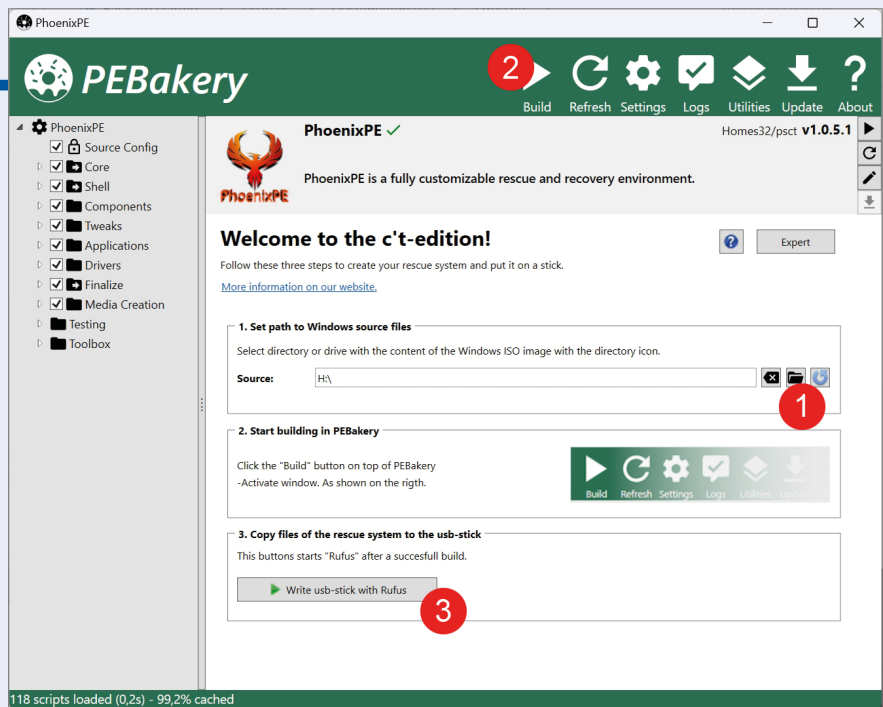 PhoenixPE
PEBakery
2
Build Refresh Settings Logs Utilities Update About
PhoenixPE
Source Config
Core
Shell
Components
Tweaks
Applications
Drivers
Finalize
Media Creation
Testing
Toolbox
PhoenixPE
PhoenixPE
Homes32/psct v1.0.5.1
PhoenixPE is a fully customizable rescue and recovery environment.
Welcome to the c't-edition!
Expert
Follow these three steps to create your rescue system and put it on a stick.
More information on our website.
1. Set path to Windows source files
Select directory or drive with the content of the Windows ISO image with the directory icon.
Source: H:\
1
2. Start building in PEBakery
Click the "Build" button on top of PEBakery
-Activate window. As shown on the rigth.
Build Refresh Settings Logs Utilities
3. Copy files of the rescue system to the usb-stick
This buttons starts "Rufus" after a succesfull build.
Write usb-stick with Rufus
3
118 scripts loaded (0,2s) - 99,2% cached